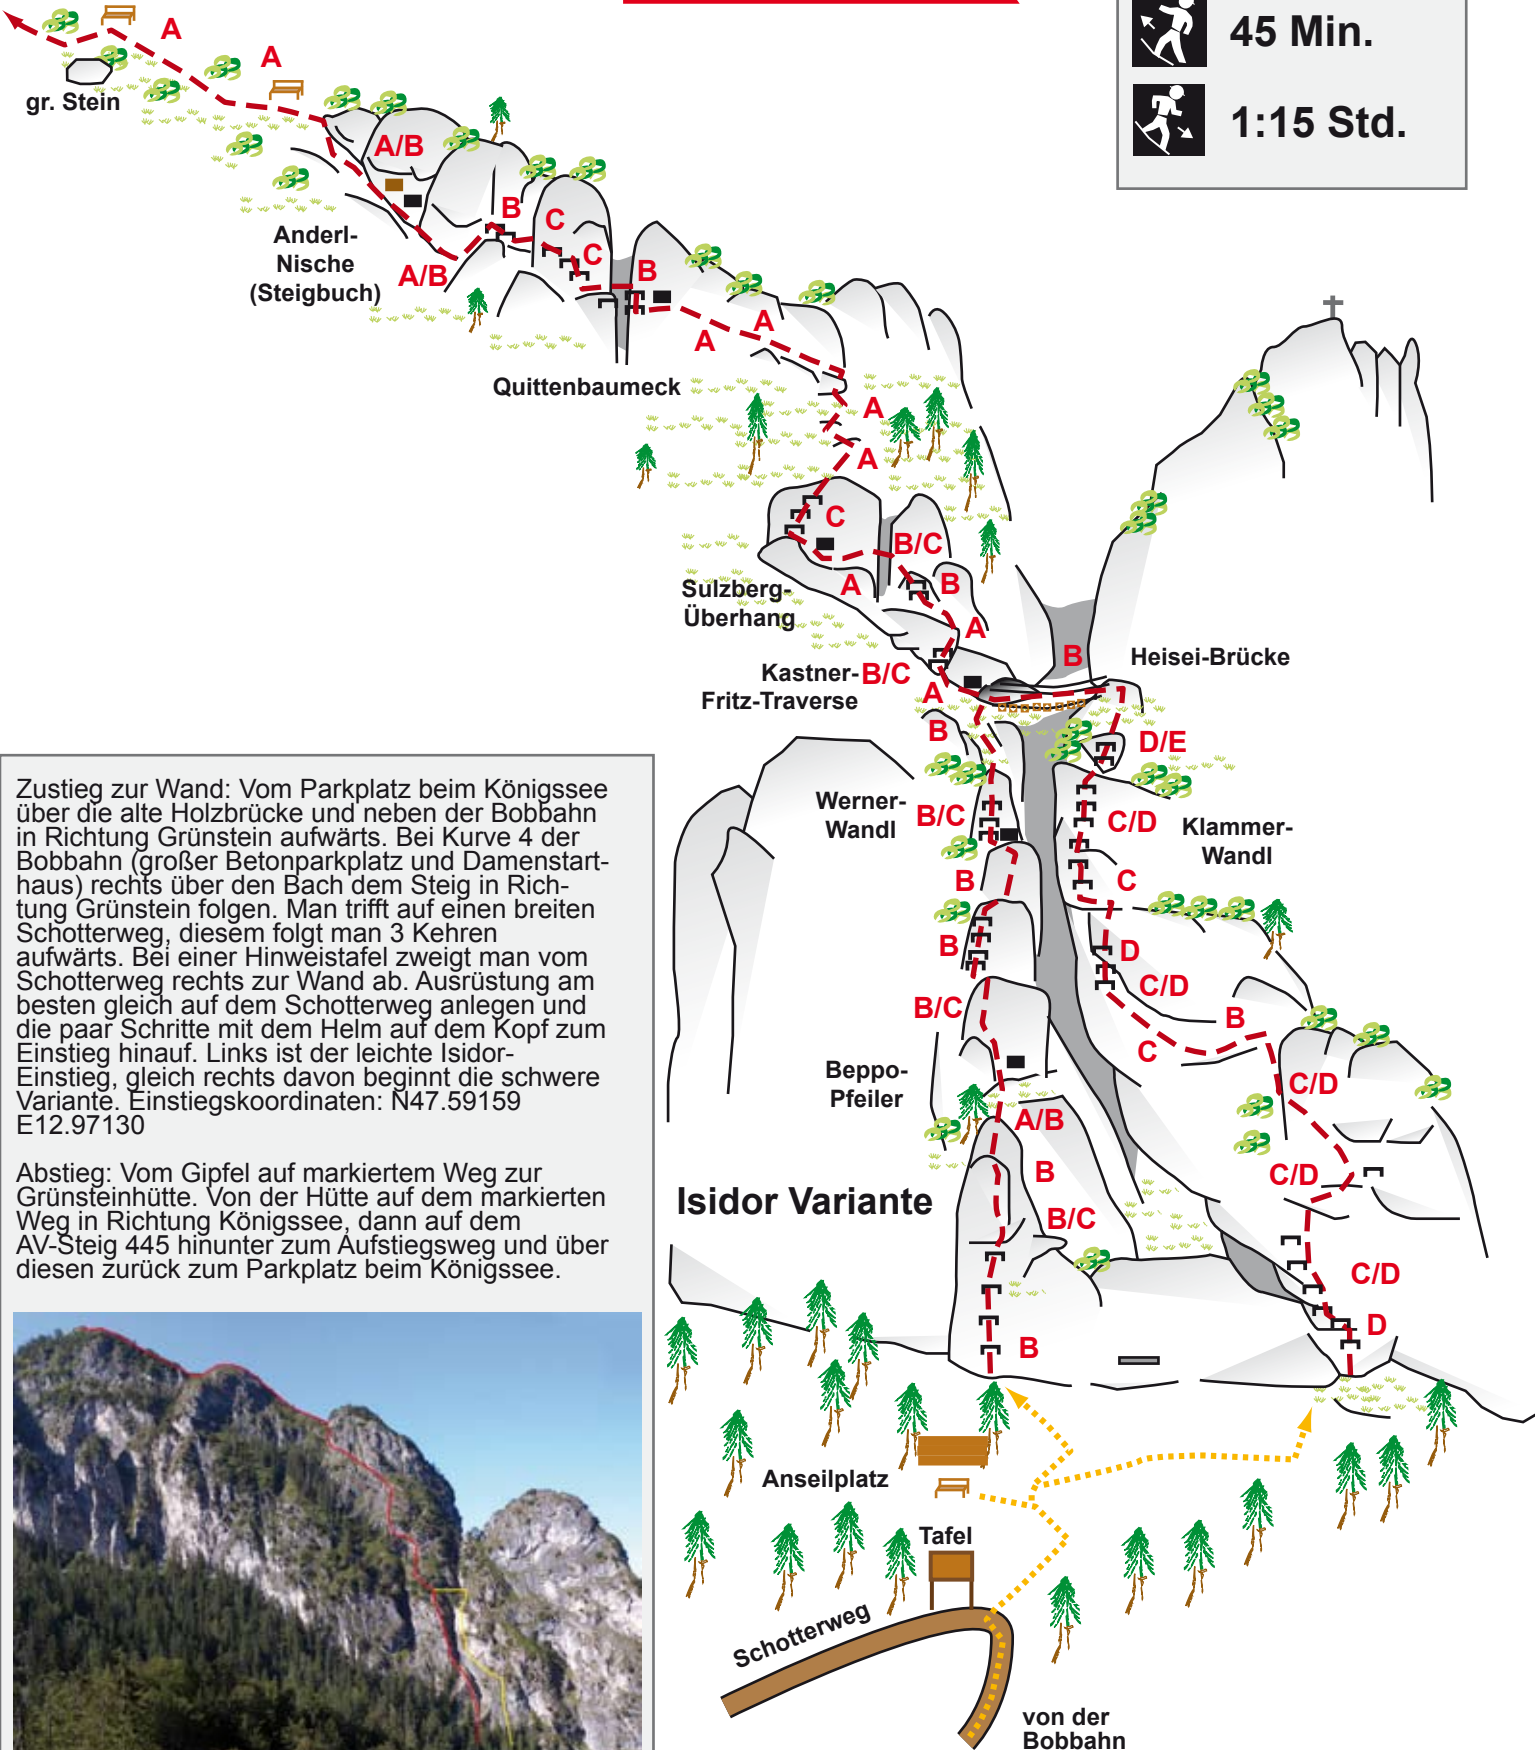 45 Min.
1:15 Std.
A
A
gr. Stein
A/B
Anderl-
Nische
(Steigbuch)
A/B
B
C
C
B
A
A
Quittenbaumeck
A
A
C
B/C
A
B
Sulzberg-
Überhang
A
B
Heisei-Brücke
Kastner-
Fritz-Traverse
B/C
A
B
D/E
Werner-
Wandl
B/C
C/D
Klammer-
Wandl
B
C
B
D
C/D
B/C
B
C
Beppo-
Pfeiler
C/D
A/B
B
C/D
Isidor Variante
B/C
C/D
D
B
Anseilplatz
Tafel
Schotterweg
von der
Bobbahn
Zustieg zur Wand: Vom Parkplatz beim Königssee
über die alte Holzbrücke und neben der Bobbahn
in Richtung Grünstein aufwärts. Bei Kurve 4 der
Bobbahn (großer Betonparkplatz und Damenstart-
haus) rechts über den Bach dem Steig in Rich-
tung Grünstein folgen. Man trifft auf einen breiten
Schotterweg, diesem folgt man 3 Kehren
aufwärts. Bei einer Hinweistafel zweigt man vom
Schotterweg rechts zur Wand ab. Ausrüstung am
besten gleich auf dem Schotterweg anlegen und
die paar Schritte mit dem Helm auf dem Kopf zum
Einstieg hinauf. Links ist der leichte Isidor-
Einstieg, gleich rechts davon beginnt die schwere
Variante. Einstiegskoordinaten: N47.59159
E12.97130
Abstieg: Vom Gipfel auf markiertem Weg zur
Grünsteinhütte. Von der Hütte auf dem markierten
Weg in Richtung Königssee, dann auf dem
AV-Steig 445 hinunter zum Aufstiegsweg und über
diesen zurück zum Parkplatz beim Königssee.